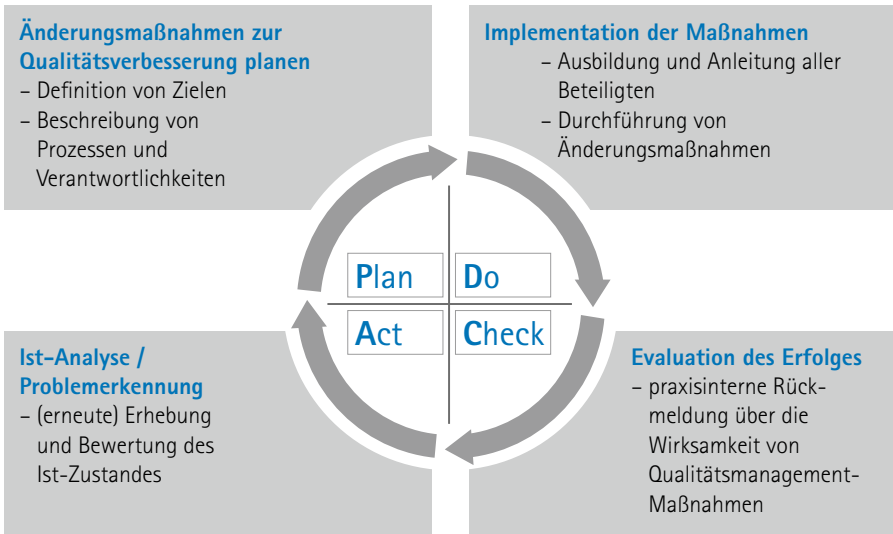 Änderungsmaßnahmen zur
Qualitätsverbesserung planen
– Definition von Zielen
– Beschreibung von
Prozessen und
Verantwortlichkeiten
Implementation der Maßnahmen
– Ausbildung und Anleitung aller
Beteiligten
– Durchführung von
Änderungsmaßnahmen
Plan
Do
Act
Check
Ist-Analyse /
Problemerkennung
– (erneute) Erhebung
und Bewertung des
Ist-Zustandes
Evaluation des Erfolges
– praxisinterne Rück-
meldung über die
Wirksamkeit von
Qualitätsmanagement-
Maßnahmen